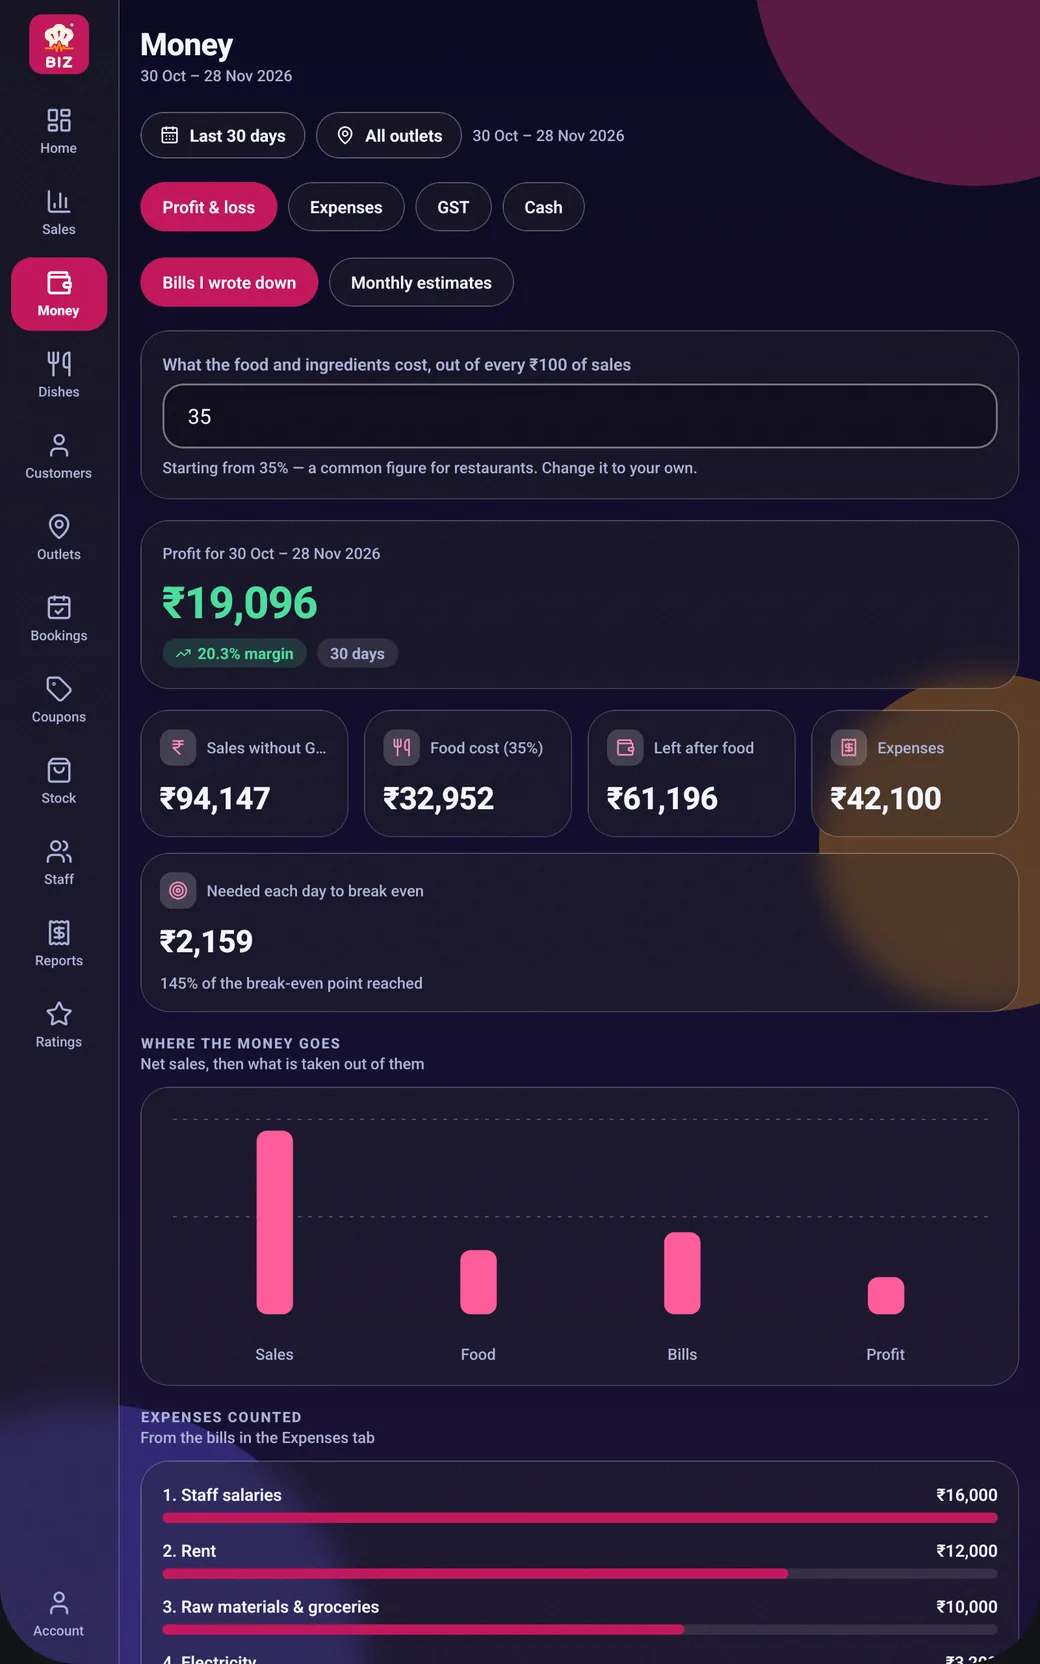 BIZ
Home
Sales
Money
Dishes
Customers
Outlets
Bookings
Coupons
Stock
Staff
Reports
Ratings
Account
Money
30 Oct – 28 Nov 2026
Last 30 days
All outlets
30 Oct – 28 Nov 2026
Profit & loss
Expenses
GST
Cash
Bills I wrote down
Monthly estimates
What the food and ingredients cost, out of every ₹100 of sales
35
Starting from 35% — a common figure for restaurants. Change it to your own.
Profit for 30 Oct – 28 Nov 2026
₹19,096
20.3% margin
30 days
Sales without G...
₹94,147
Food cost (35%)
₹32,952
Left after food
₹61,196
Expenses
₹42,100
Needed each day to break even
₹2,159
145% of the break-even point reached
WHERE THE MONEY GOES
Net sales, then what is taken out of them
Sales
Food
Bills
Profit
EXPENSES COUNTED
From the bills in the Expenses tab
1. Staff salaries
₹16,000
2. Rent
₹12,000
3. Raw materials & groceries
₹10,000
4. Electricity